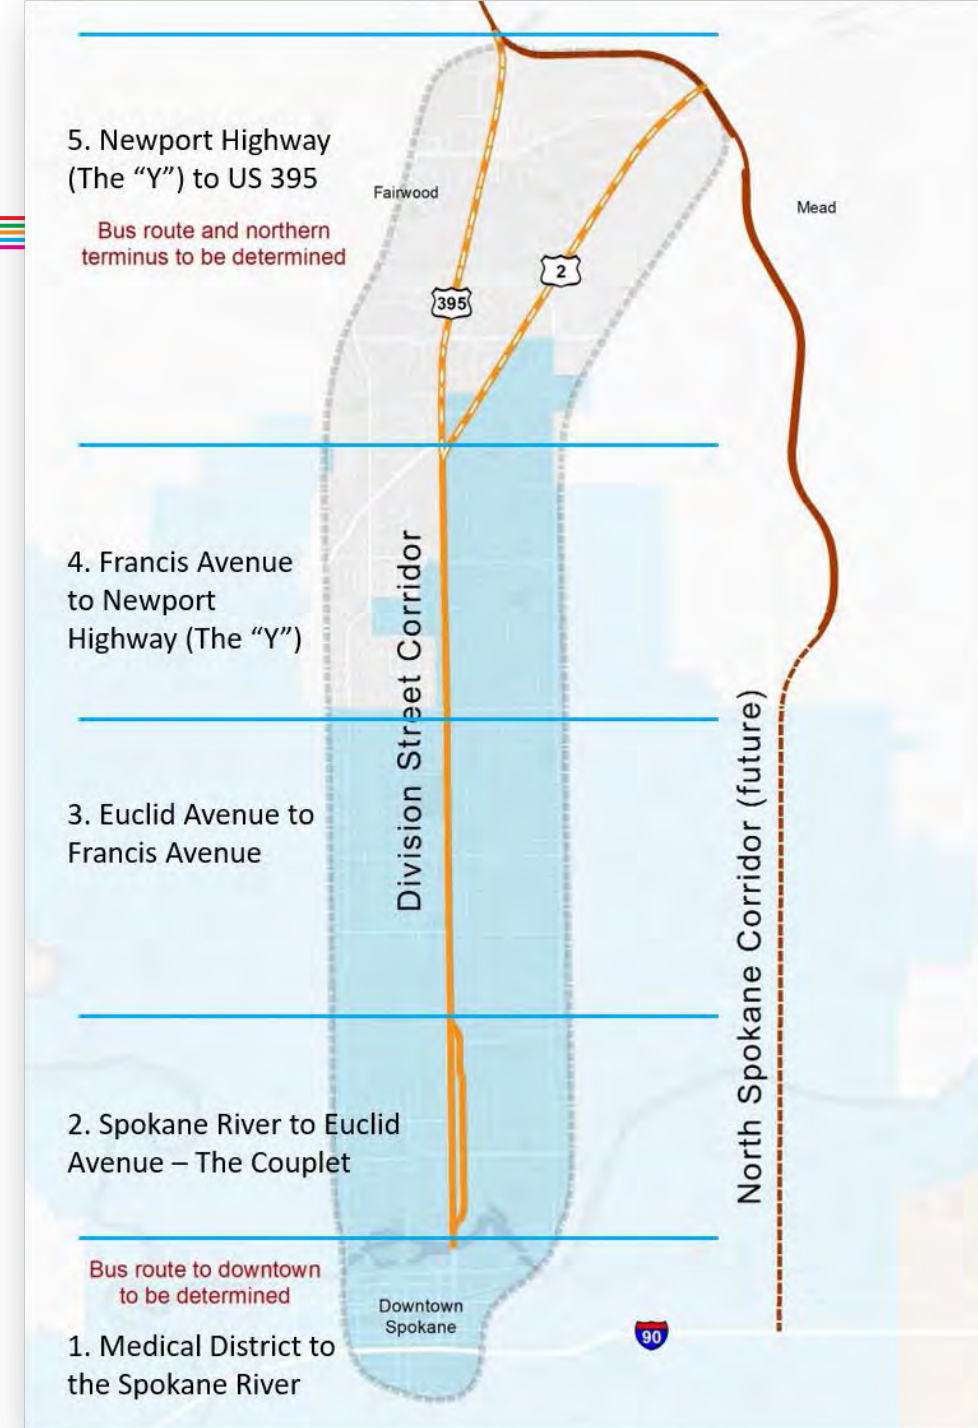 5. Newport Highway
(The “Y”) to US 395
Fairwood
Mead
Bus route and northern
terminus to be determined
2
395
4. Francis Avenue
to Newport
Highway (The “Y”)
Division Street Corridor
North Spokane Corridor (future)
3. Euclid Avenue to
Francis Avenue
2. Spokane River to Euclid
Avenue – The Couplet
Bus route to downtown
to be determined
Downtown
Spokane
90
1. Medical District to
the Spokane River